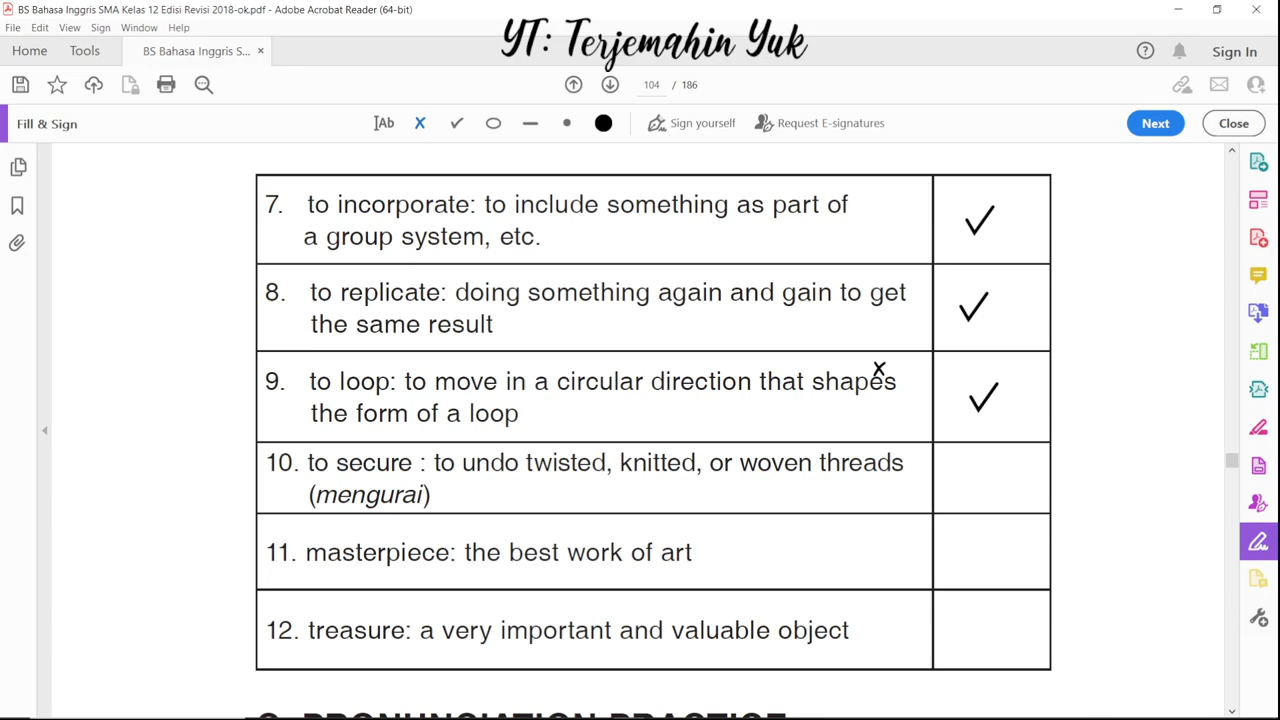 BS Bahasa Inggris SMA Kelas 12 Edisi Revisi 2018-ok.pdf - Adobe Acrobat Reader (64-bit)
File Edit View Sign Window Help
YT: Terjemahin Yuk
Home Tools BS Bahasa Inggris S... × Sign In
104 / 186
Fill & Sign Ab Sign yourself Request E-signatures Next Close
7. to incorporate: to include something as part of
a group system, etc.
8. to replicate: doing something again and gain to get
the same result
9. to loop: to move in a circular direction that shapes
the form of a loop
10. to secure : to undo twisted, knitted, or woven threads
(mengurai)
11. masterpiece: the best work of art
12. treasure: a very important and valuable object
C. PRONUNCIATION PRACTICE